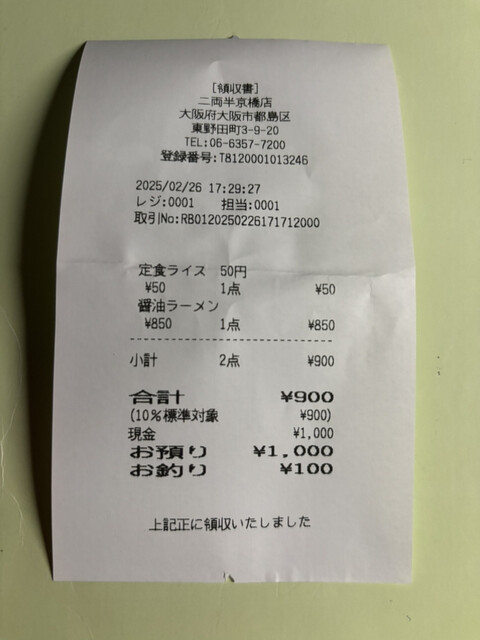 [領収書]
二両半京橋店
大阪府大阪市都島区
東野田町3-9-20
TEL:06-6357-7200
登録番号:T8120001013246
2025/02/26 17:29:27
レジ:0001 担当:0001
取引No:RB0120250226171712000
定食ライス 50円
¥50 1点 ¥50
醤油ラーメン
¥850 1点 ¥850
小計 2点 ¥900
合計 ¥900
(10%標準対象 ¥900)
現金 ¥1,000
お預り ¥1,000
お釣り ¥100
上記正に領収いたしました